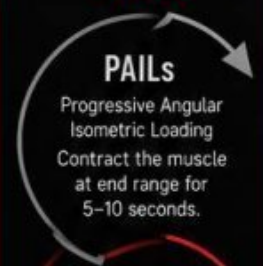 PAILs
Progressive Angular
Isometric Loading
Contract the muscle
at end range for
5–10 seconds.